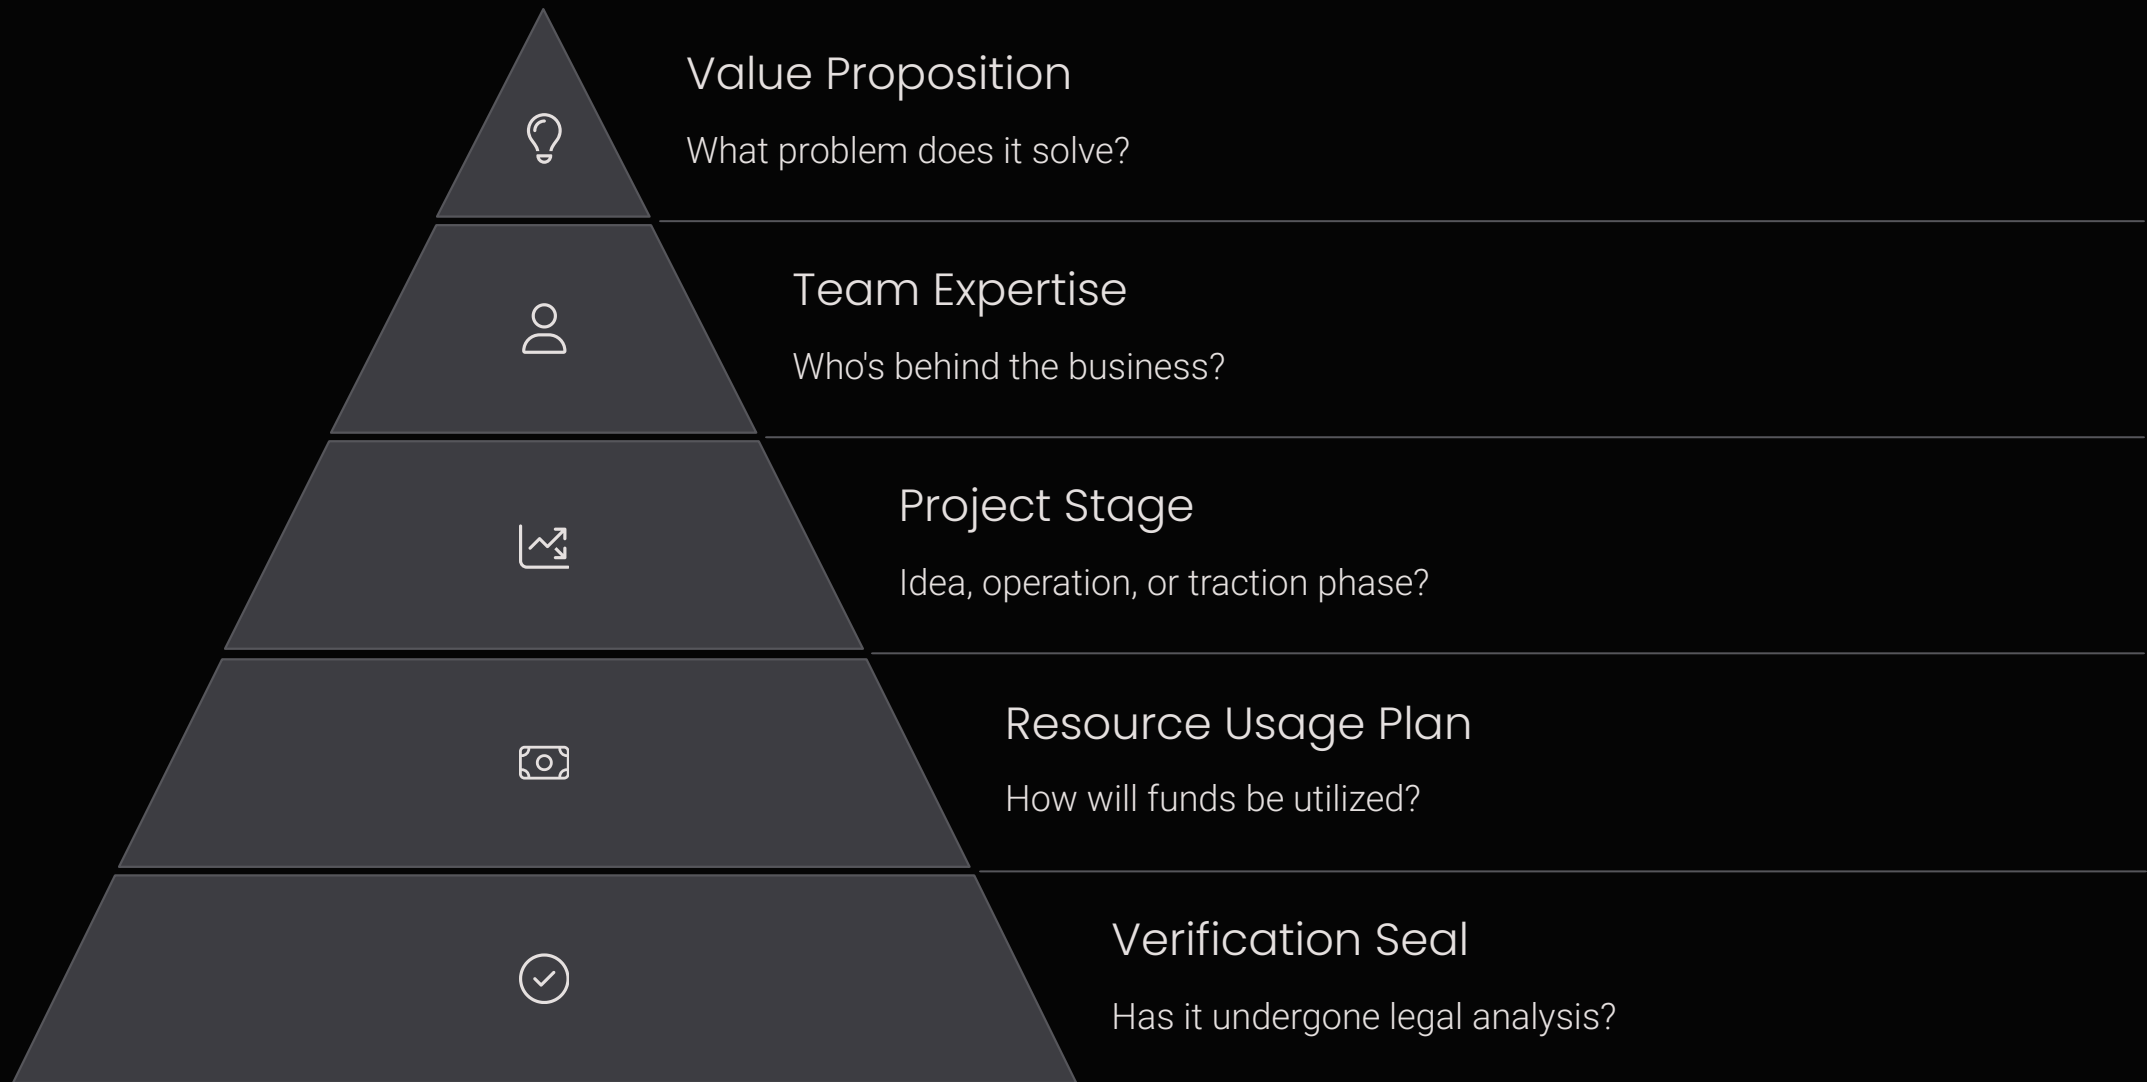 Value Proposition
What problem does it solve?
Team Expertise
Who's behind the business?
Project Stage
Idea, operation, or traction phase?
Resource Usage Plan
How will funds be utilized?
Verification Seal
Has it undergone legal analysis?